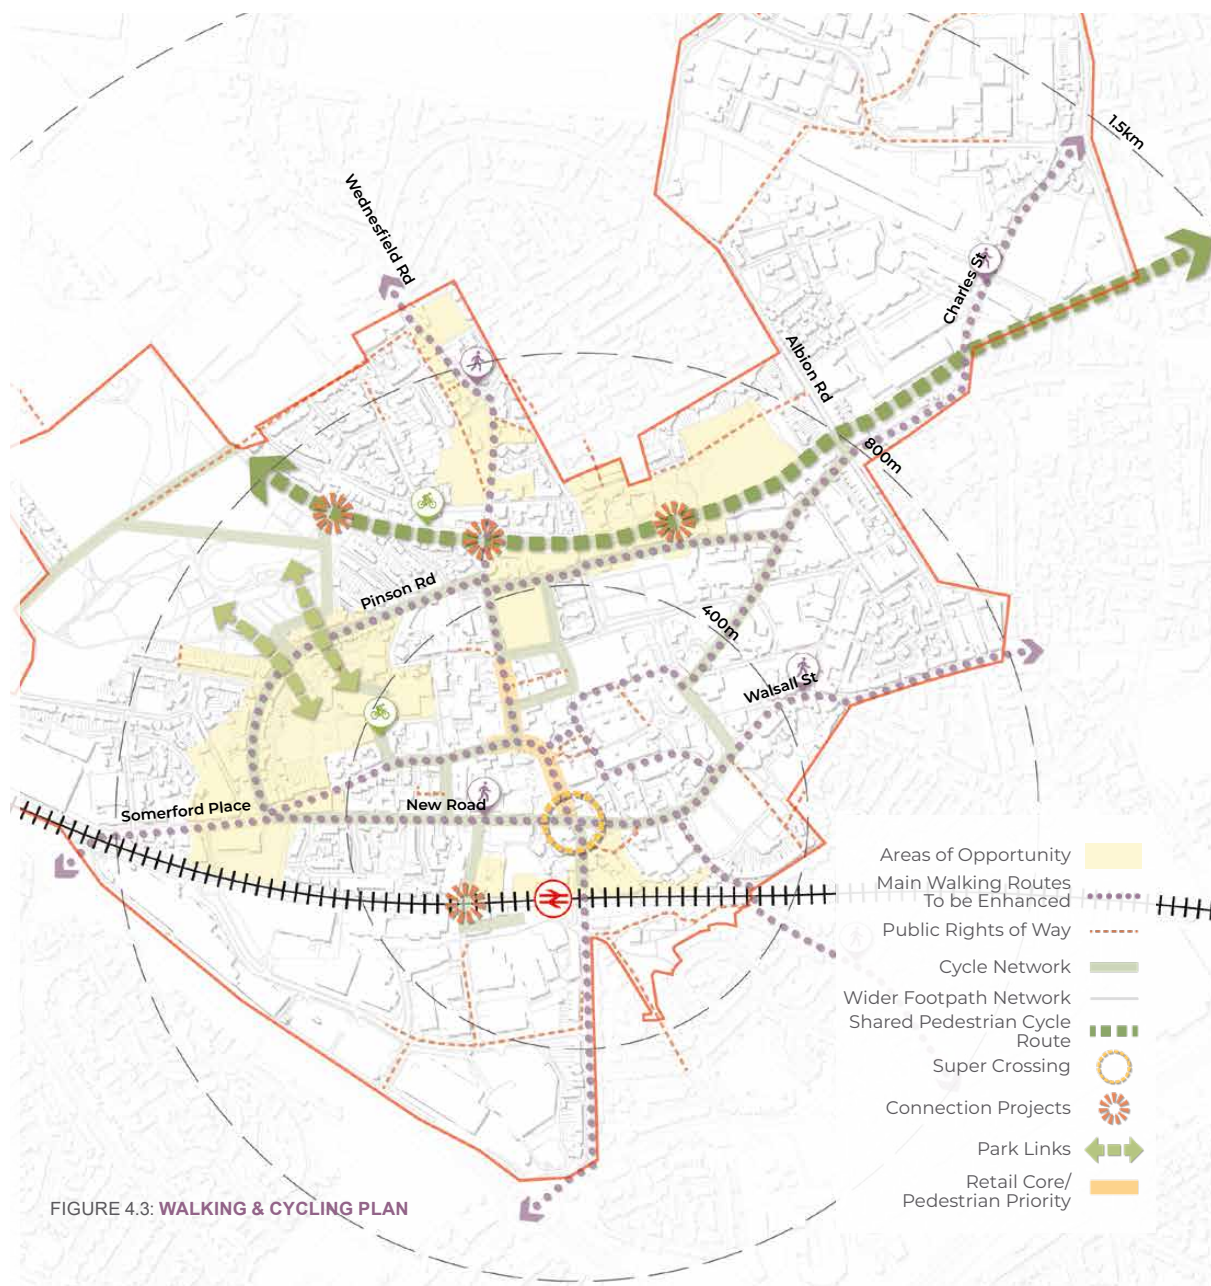 1.5km
Wednesfield Rd
Charles St
Albion Rd
800m
Pinson Rd
400m
Walsall St
Somerford Place
New Road
Areas of Opportunity
Main Walking Routes
To be Enhanced
Public Rights of Way
Cycle Network
Wider Footpath Network
Shared Pedestrian Cycle
Route
Super Crossing
Connection Projects
Park Links
Retail Core/
Pedestrian Priority
FIGURE 4.3: WALKING & CYCLING PLAN